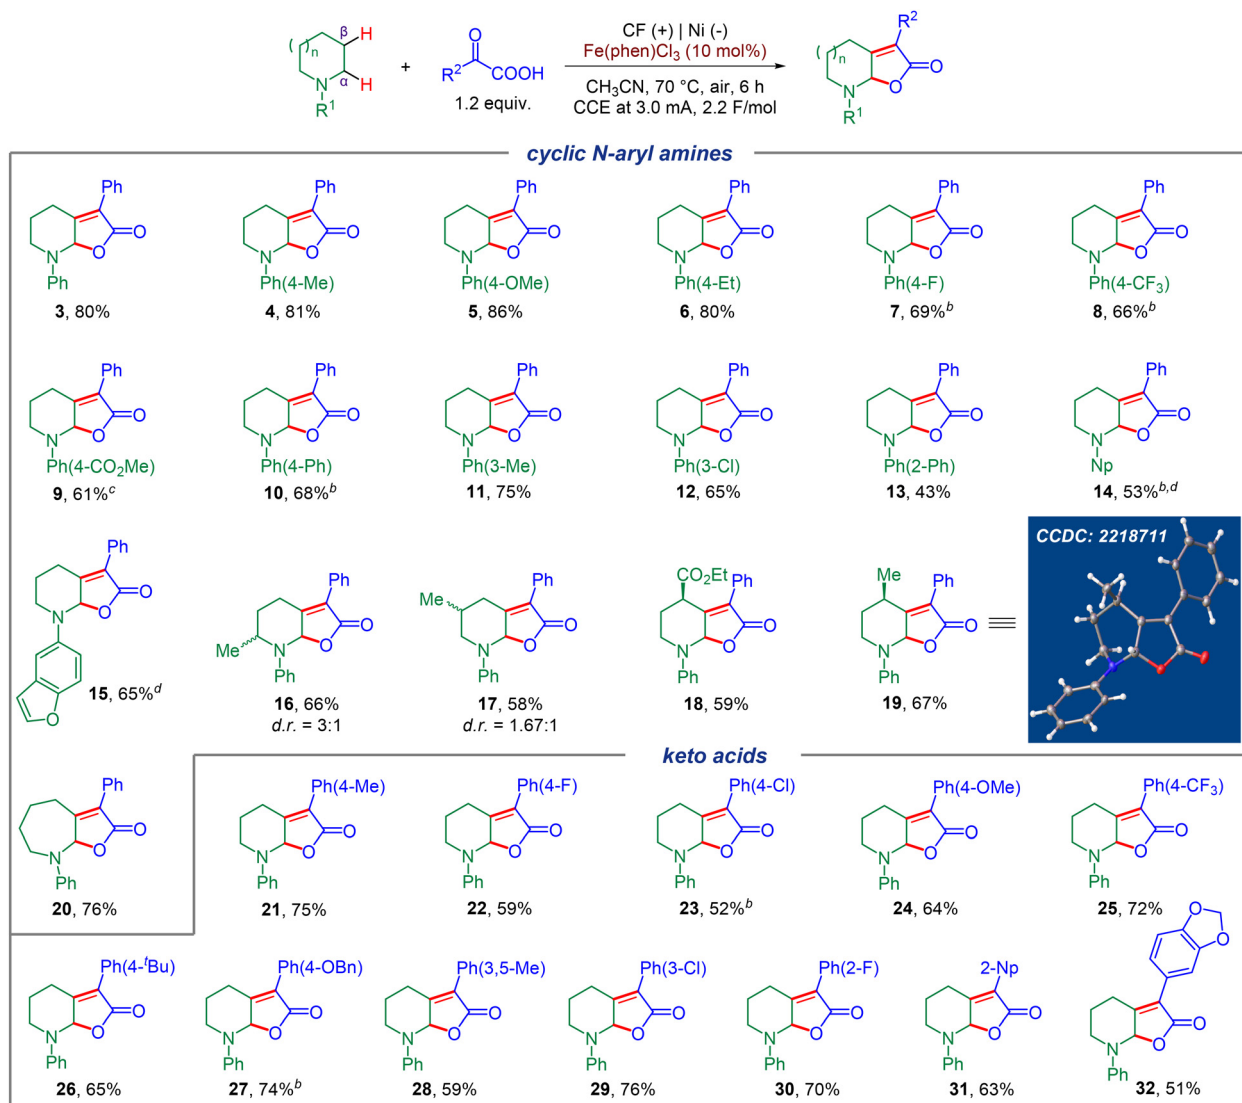 ( )n
β
H
α
H
N
R¹
+
O
R²
COOH
1.2 equiv.
CF (+) | Ni (-)
Fe(phen)Cl₃ (10 mol%)
CH₃CN, 70 °C, air, 6 h
CCE at 3.0 mA, 2.2 F/mol
( )n
R²
O
O
N
R¹
cyclic N-aryl amines
Ph Ph Ph Ph Ph Ph
O O O O O O
N O N O N O N O N O N O
Ph Ph(4-Me) Ph(4-OMe) Ph(4-Et) Ph(4-F) Ph(4-CF₃)
3, 80% 4, 81% 5, 86% 6, 80% 7, 69%ᵇ 8, 66%ᵇ
Ph Ph Ph Ph Ph Ph
O O O O O O
N O N O N O N O N O N O
Ph(4-CO₂Me) Ph(4-Ph) Ph(3-Me) Ph(3-Cl) Ph(2-Ph) Np
9, 61%ᶜ 10, 68%ᵇ 11, 75% 12, 65% 13, 43% 14, 53%ᵇ,ᵈ
CCDC: 2218711
Ph Ph Ph CO₂Et Ph Me Ph
O Me O O O
O Me N O N O N O N O
N O Ph Ph Ph Ph
O
15, 65%ᵈ 16, 66% 17, 58% 18, 59% 19, 67%
d.r. = 3:1 d.r. = 1.67:1
keto acids
Ph Ph(4-Me) Ph(4-F) Ph(4-Cl) Ph(4-OMe) Ph(4-CF₃)
O O O O O O
N O N O N O N O N O N O
Ph Ph Ph Ph Ph Ph
20, 76% 21, 75% 22, 59% 23, 52%ᵇ 24, 64% 25, 72%
O
O
Ph(4-ᵗBu) Ph(4-OBn) Ph(3,5-Me) Ph(3-Cl) Ph(2-F) 2-Np
O O O O O O O
N O N O N O N O N O N O N O
Ph Ph Ph Ph Ph Ph Ph
26, 65% 27, 74%ᵇ 28, 59% 29, 76% 30, 70% 31, 63% 32, 51%